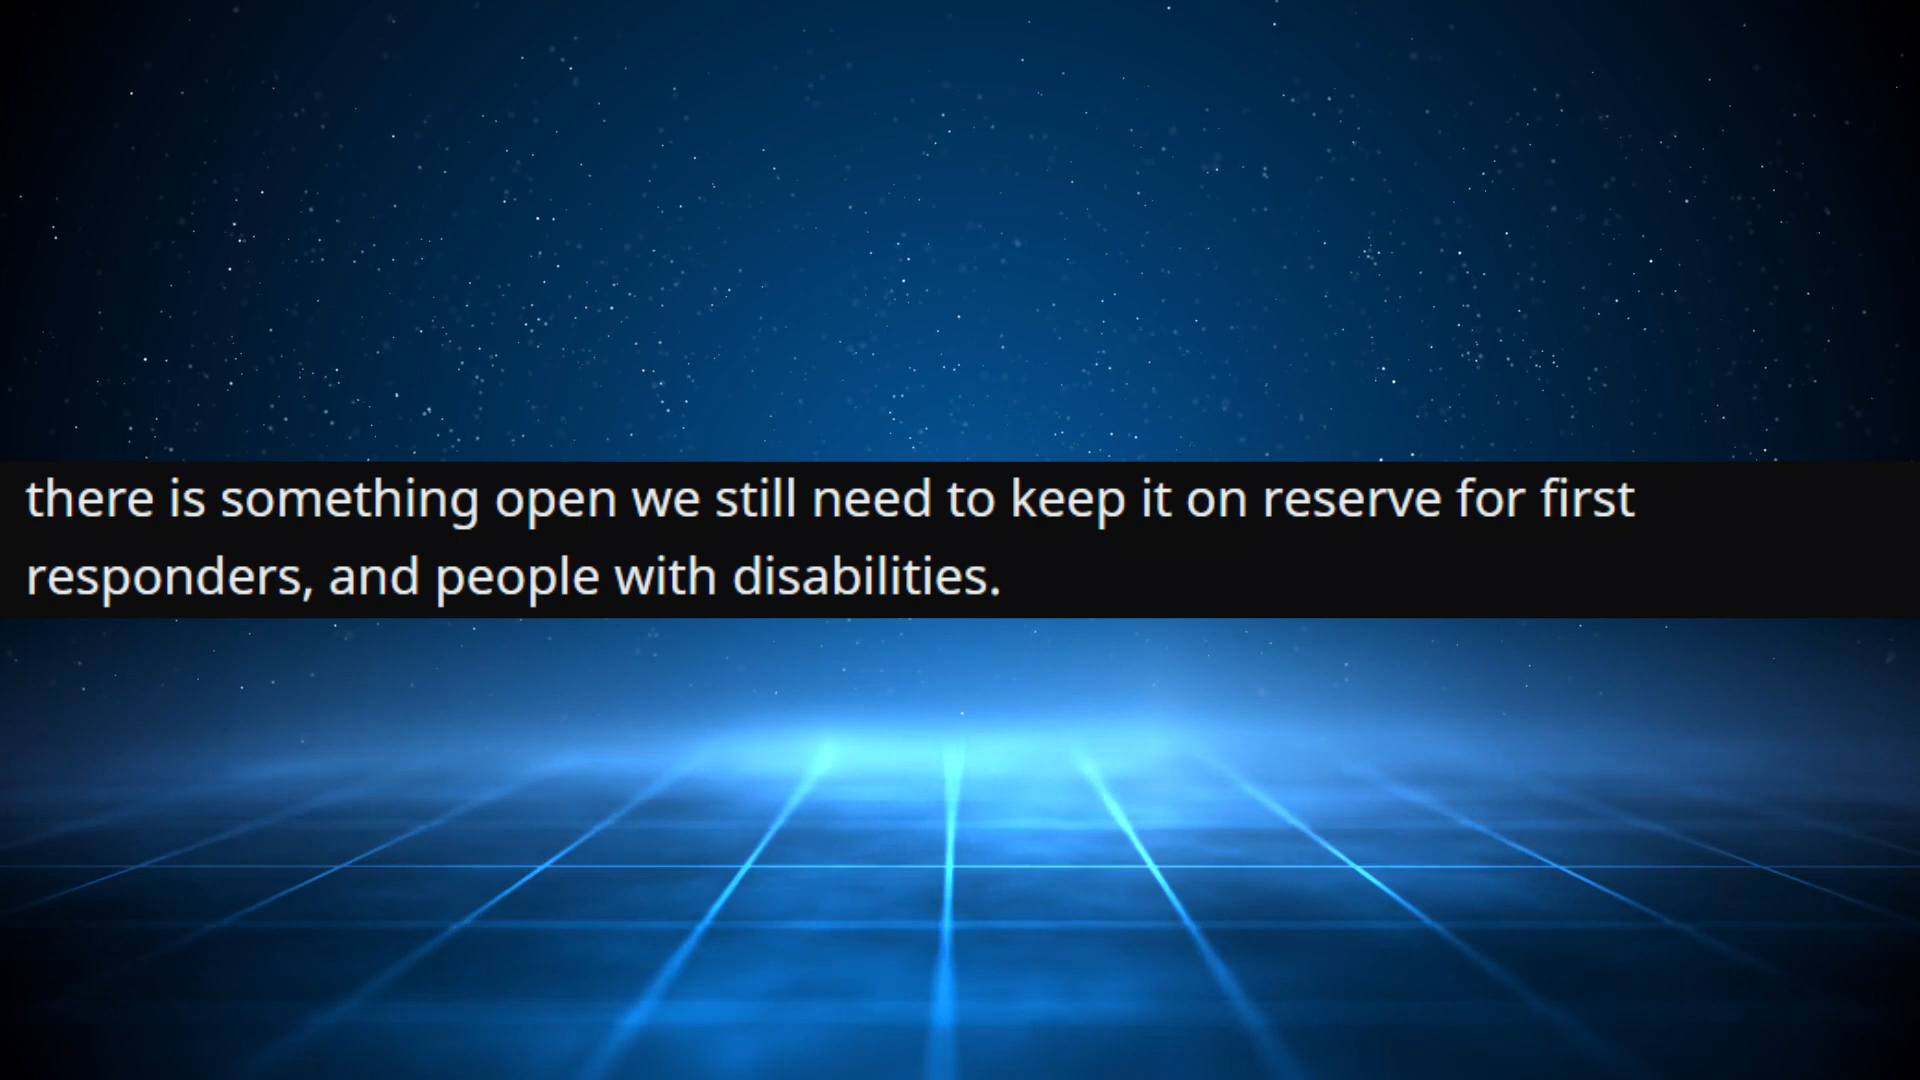 there is something open we still need to keep it on reserve for first
responders, and people with disabilities.